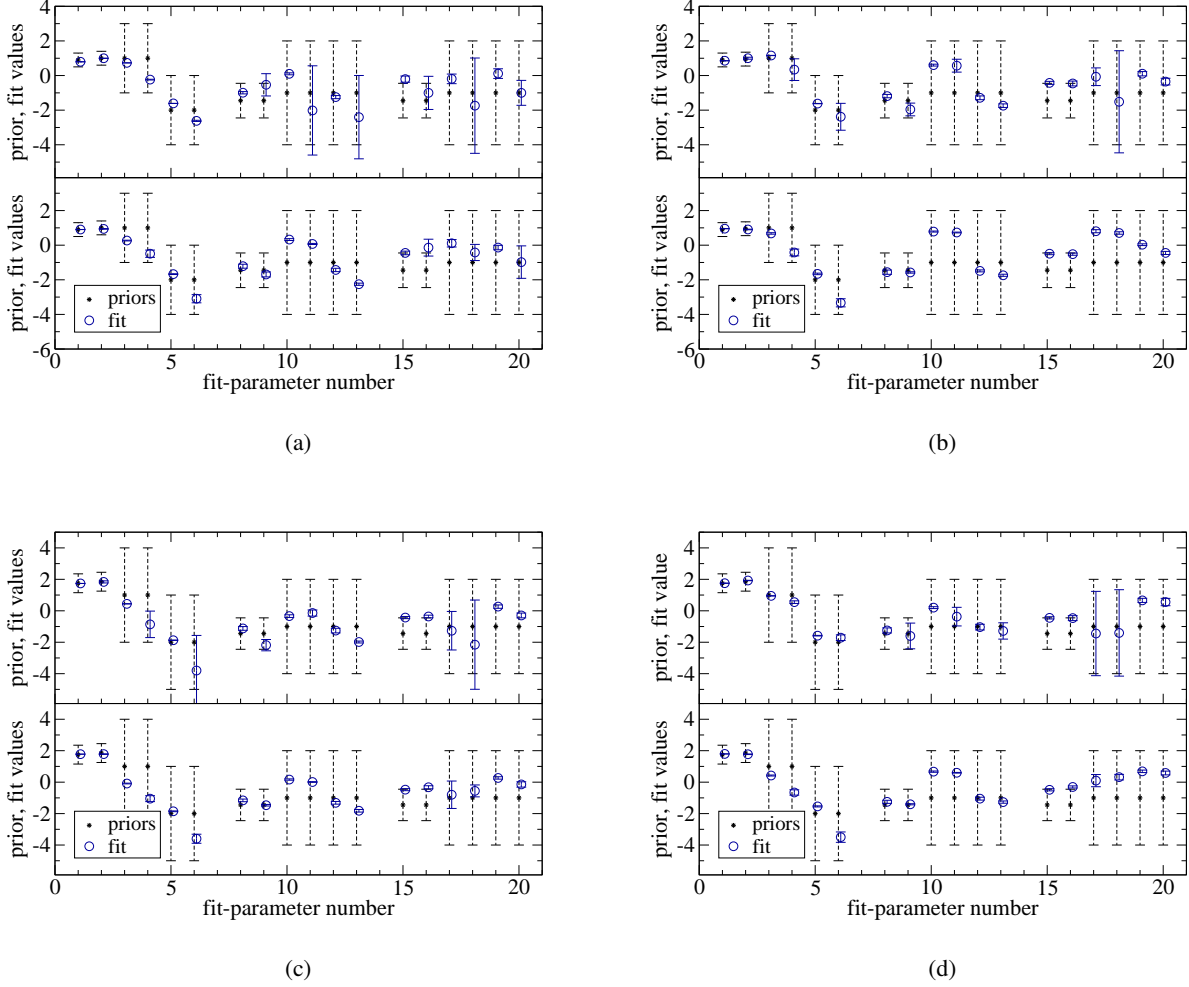 4
2
0
-2
-4
prior, fit values
2
0
-2
-4
-6
prior, fit values
priors
fit
0 5 10 15 20
fit-parameter number
(a)
4
2
0
-2
-4
prior, fit values
2
0
-2
-4
-6
prior, fit values
priors
fit
0 5 10 15 20
fit-parameter number
(b)
4
2
0
-2
-4
prior, fit values
4
2
0
-2
-4
prior, fit values
priors
fit
0 5 10 15 20
fit-parameter number
(c)
4
2
0
-2
-4
prior, fit value
4
2
0
-2
-4
prior, fit values
priors
fit
0 5 10 15 20
fit-parameter number
(d)